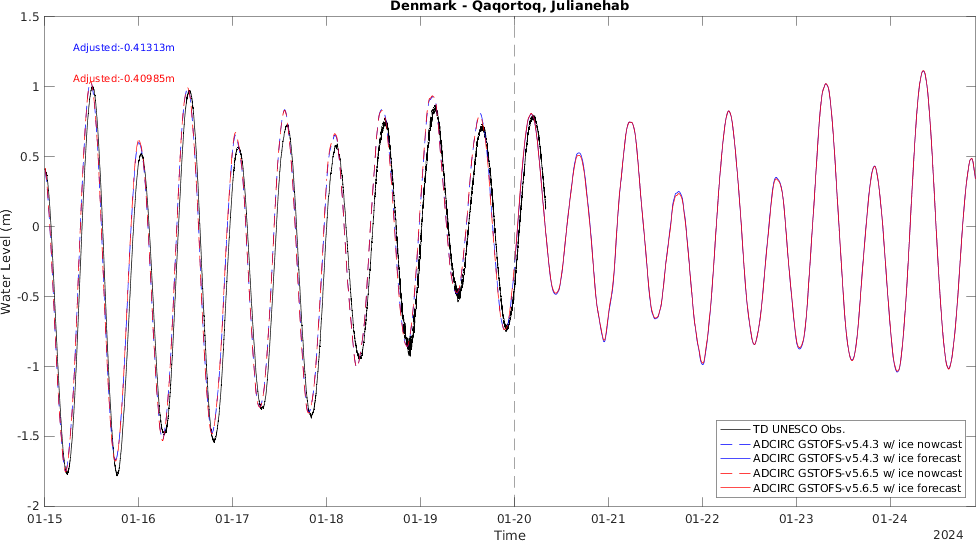 Denmark - Qaqortoq, Julianehab
Adjusted:-0.41313m
Adjusted:-0.40985m
Water Level (m)
1.5
1
0.5
0
-0.5
-1
-1.5
-2
TD UNESCO Obs.
ADCIRC GSTOFS-v5.4.3 w/ ice nowcast
ADCIRC GSTOFS-v5.4.3 w/ ice forecast
ADCIRC GSTOFS-v5.6.5 w/ ice nowcast
ADCIRC GSTOFS-v5.6.5 w/ ice forecast
01-15 01-16 01-17 01-18 01-19 01-20 01-21 01-22 01-23 01-24
Time
2024